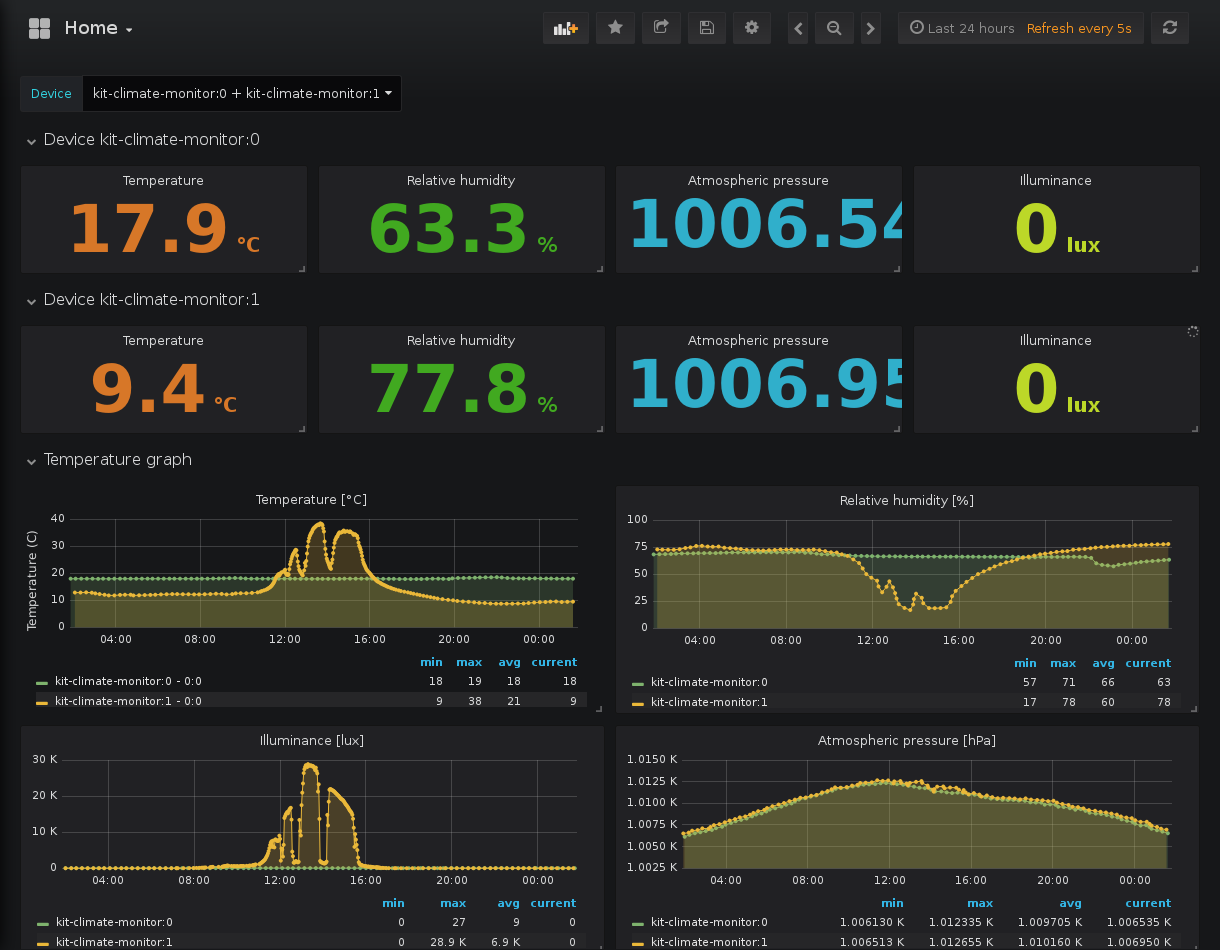 Home
Last 24 hours Refresh every 5s
Device kit-climate-monitor:0 + kit-climate-monitor:1
Device kit-climate-monitor:0
Temperature Relative humidity Atmospheric pressure Illuminance
17.9 °C 63.3 % 1006.54 0 lux
Device kit-climate-monitor:1
Temperature Relative humidity Atmospheric pressure Illuminance
9.4 °C 77.8 % 1006.95 0 lux
Temperature graph
Temperature [°C]
Temperature (C)
40
30
20
10
0
04:00 08:00 12:00 16:00 20:00 00:00
min max avg current
kit-climate-monitor:0 - 0:0 18 19 18 18
kit-climate-monitor:1 - 0:0 9 38 21 9
Relative humidity [%]
100
75
50
25
0
04:00 08:00 12:00 16:00 20:00 00:00
min max avg current
kit-climate-monitor:0 57 71 66 63
kit-climate-monitor:1 17 78 60 78
Illuminance [lux]
30 K
20 K
10 K
0
04:00 08:00 12:00 16:00 20:00 00:00
min max avg current
kit-climate-monitor:0 0 27 9 0
kit-climate-monitor:1 0 28.9 K 6.9 K 0
Atmospheric pressure [hPa]
1.0150 K
1.0125 K
1.0100 K
1.0075 K
1.0050 K
1.0025 K
04:00 08:00 12:00 16:00 20:00 00:00
min max avg current
kit-climate-monitor:0 1.006130 K 1.012335 K 1.009705 K 1.006535 K
kit-climate-monitor:1 1.006513 K 1.012655 K 1.010160 K 1.006950 K